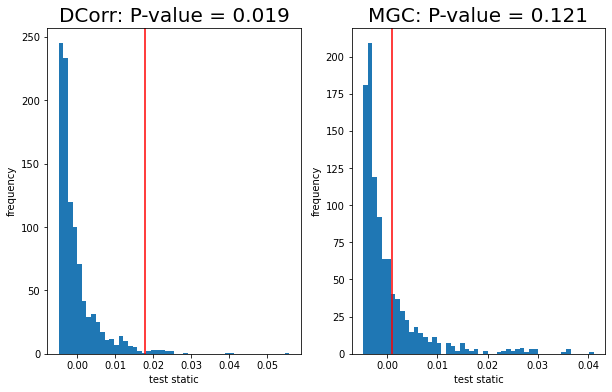 DCorr: P-value = 0.019
250
200
150
100
50
0
frequency
0.00 0.01 0.02 0.03 0.04 0.05
test static
MGC: P-value = 0.121
200
175
150
125
100
75
50
25
0
frequency
0.00 0.01 0.02 0.03 0.04
test static